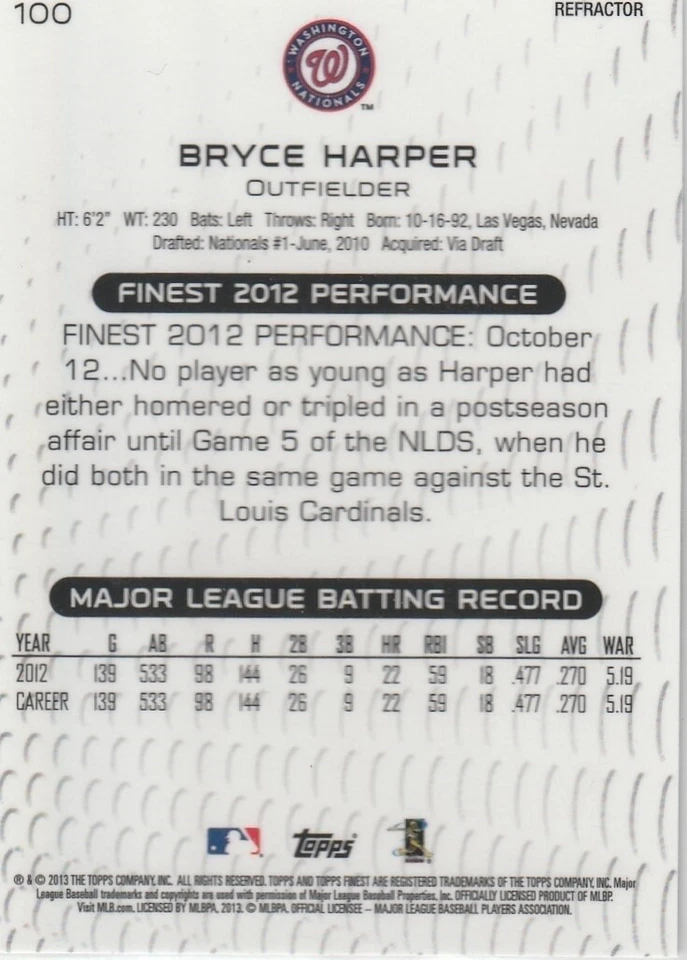 100
REFRACTOR
WASHINGTON
W
NATIONALS
TM
BRYCE HARPER
OUTFIELDER
HT: 6'2" WT: 230 Bats: Left Throws: Right Born: 10-16-92, Las Vegas, Nevada
Drafted: Nationals #1-June, 2010 Acquired: Via Draft
FINEST 2012 PERFORMANCE
FINEST 2012 PERFORMANCE: October
12...No player as young as Harper had
either homered or tripled in a postseason
affair until Game 5 of the NLDS, when he
did both in the same game against the St.
Louis Cardinals.
MAJOR LEAGUE BATTING RECORD
YEAR G AB R H 2B 3B HR RBI SB SLG AVG WAR
2012 139 533 98 144 26 9 22 59 18 .477 .270 5.19
CAREER 139 533 98 144 26 9 22 59 18 .477 .270 5.19
Topps
® & © 2013 THE TOPPS COMPANY, INC. ALL RIGHTS RESERVED. TOPPS AND TOPPS FINEST ARE REGISTERED TRADEMARKS OF THE TOPPS COMPANY, INC. Major
League Baseball trademarks and copyrights are used with permission of Major League Baseball Properties, Inc. OFFICIALLY LICENSED PRODUCT OF MLBP.
Visit MLB.com. LICENSED BY MLBPA, 2013. © MLBPA. OFFICIAL LICENSEE – MAJOR LEAGUE BASEBALL PLAYERS ASSOCIATION.